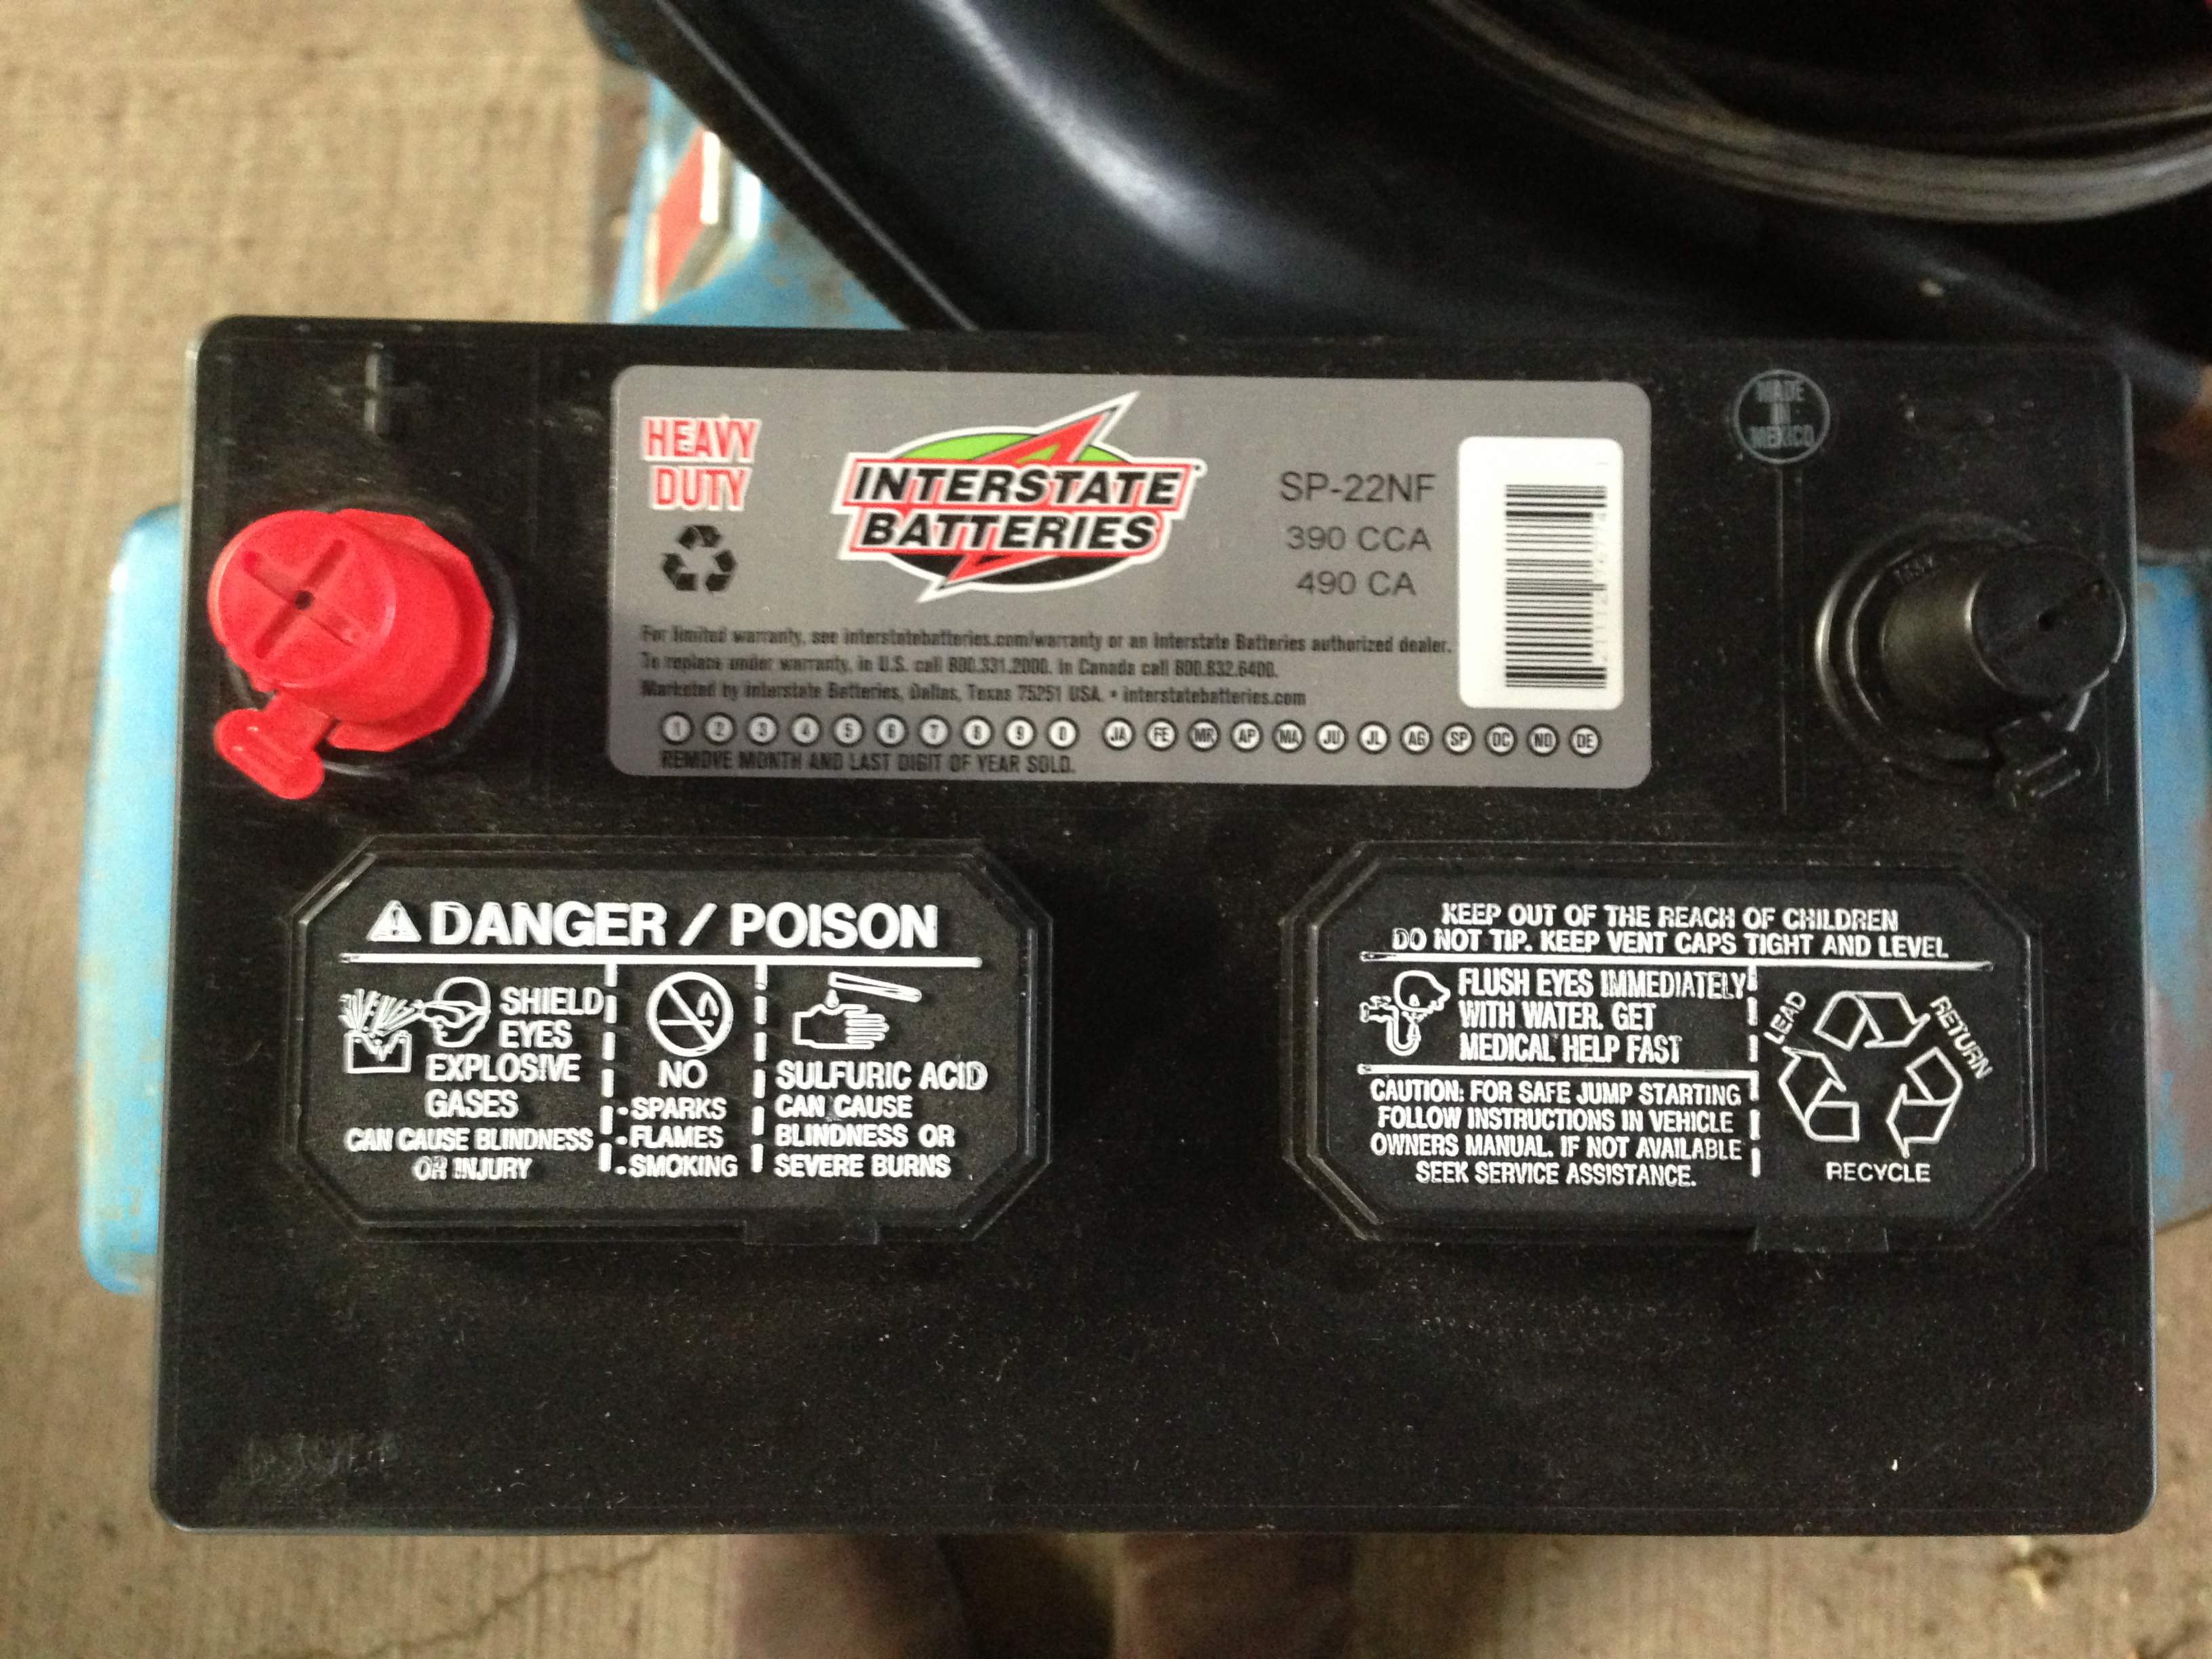 HEAVY
DUTY
INTERSTATE
BATTERIES
SP-22NF
390 CCA
490 CA
MADE
IN
MEXICO
For limited warranty, see interstatebatteries.com/warranty or an Interstate Batteries authorized dealer.
To replace under warranty, in U.S. call 800.331.2000. In Canada call 800.832.6400.
Marketed by Interstate Batteries, Dallas, Texas 75251 USA. • interstatebatteries.com
1 2 3 4 5 6 7 8 9 0 JA FE MR AP MA JU JL AG SP OC NO DE
REMOVE MONTH AND LAST DIGIT OF YEAR SOLD.
DANGER / POISON
SHIELD
EYES
EXPLOSIVE
GASES
CAN CAUSE BLINDNESS
OR INJURY
NO
•SPARKS
•FLAMES
•SMOKING
SULFURIC ACID
CAN CAUSE
BLINDNESS OR
SEVERE BURNS
KEEP OUT OF THE REACH OF CHILDREN
DO NOT TIP. KEEP VENT CAPS TIGHT AND LEVEL
FLUSH EYES IMMEDIATELY
WITH WATER. GET
MEDICAL HELP FAST
CAUTION: FOR SAFE JUMP STARTING
FOLLOW INSTRUCTIONS IN VEHICLE
OWNERS MANUAL. IF NOT AVAILABLE
SEEK SERVICE ASSISTANCE.
LEAD
RETURN
RECYCLE